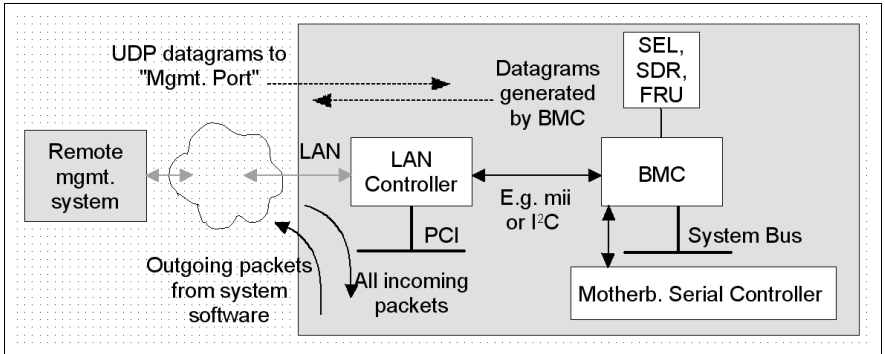 UDP datagrams to
"Mgmt. Port"
Datagrams
generated
by BMC
SEL,
SDR,
FRU
Remote
mgmt.
system
LAN
LAN
Controller
E.g. mii
or I²C
BMC
PCI
System Bus
Outgoing packets
from system
software
All incoming
packets
Motherb. Serial Controller